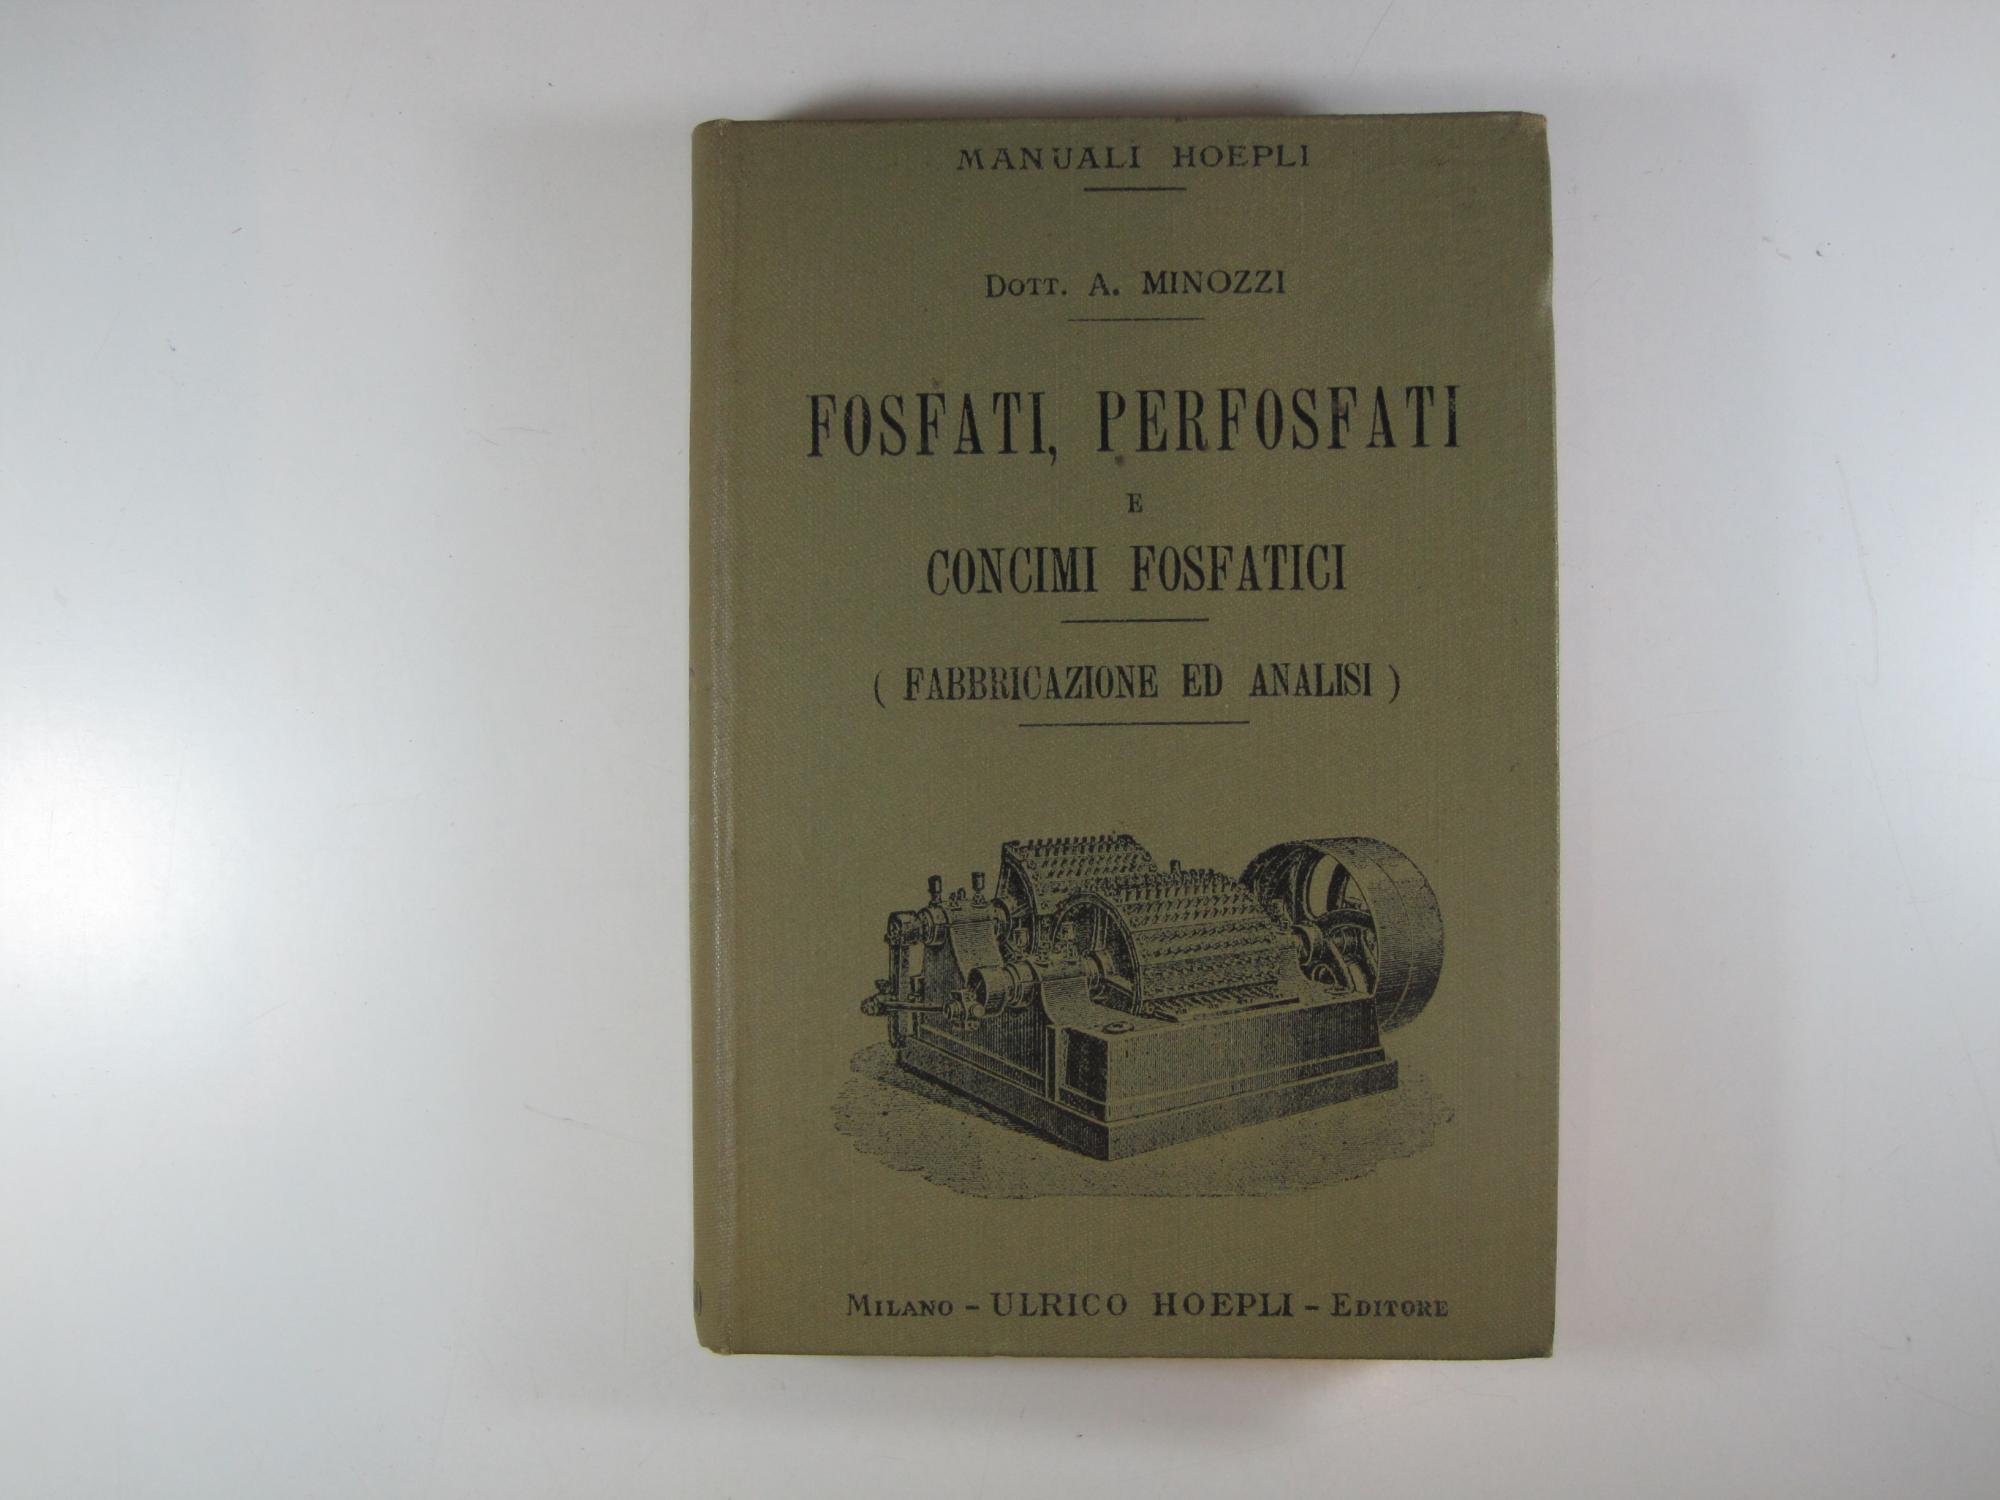 MANUALI HOEPLI
DOTT. A. MINOZZI
FOSFATI, PERFOSFATI
E
CONCIMI FOSFATICI
( FABBRICAZIONE ED ANALISI )
MILANO - ULRICO HOEPLI - EDITORE